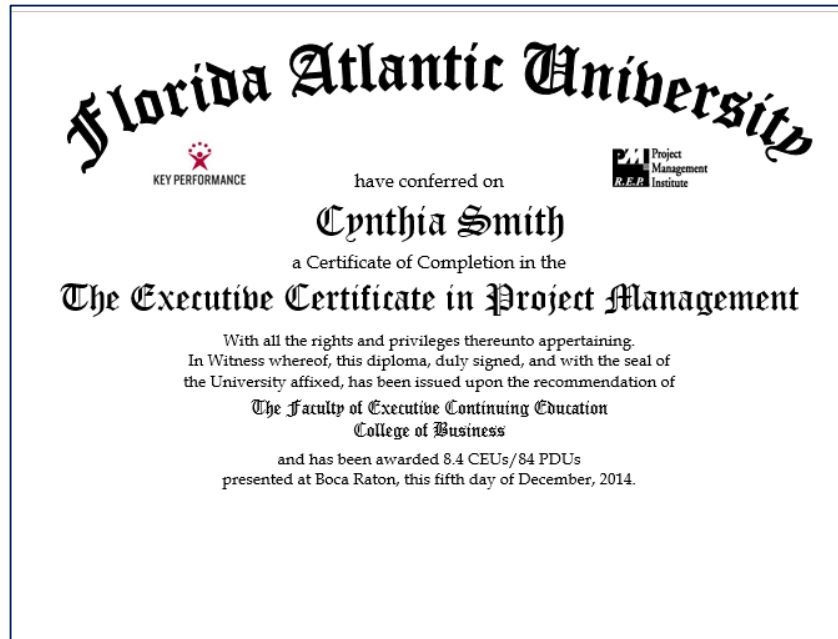 Florida Atlantic University
KEY PERFORMANCE
PMI Project
Management
R.E.P. Institute
have conferred on
Cynthia Smith
a Certificate of Completion in the
The Executive Certificate in Project Management
With all the rights and privileges thereunto appertaining.
In Witness whereof, this diploma, duly signed, and with the seal of
the University affixed, has been issued upon the recommendation of
The Faculty of Executive Continuing Education
College of Business
and has been awarded 8.4 CEUs/84 PDUs
presented at Boca Raton, this fifth day of December, 2014.